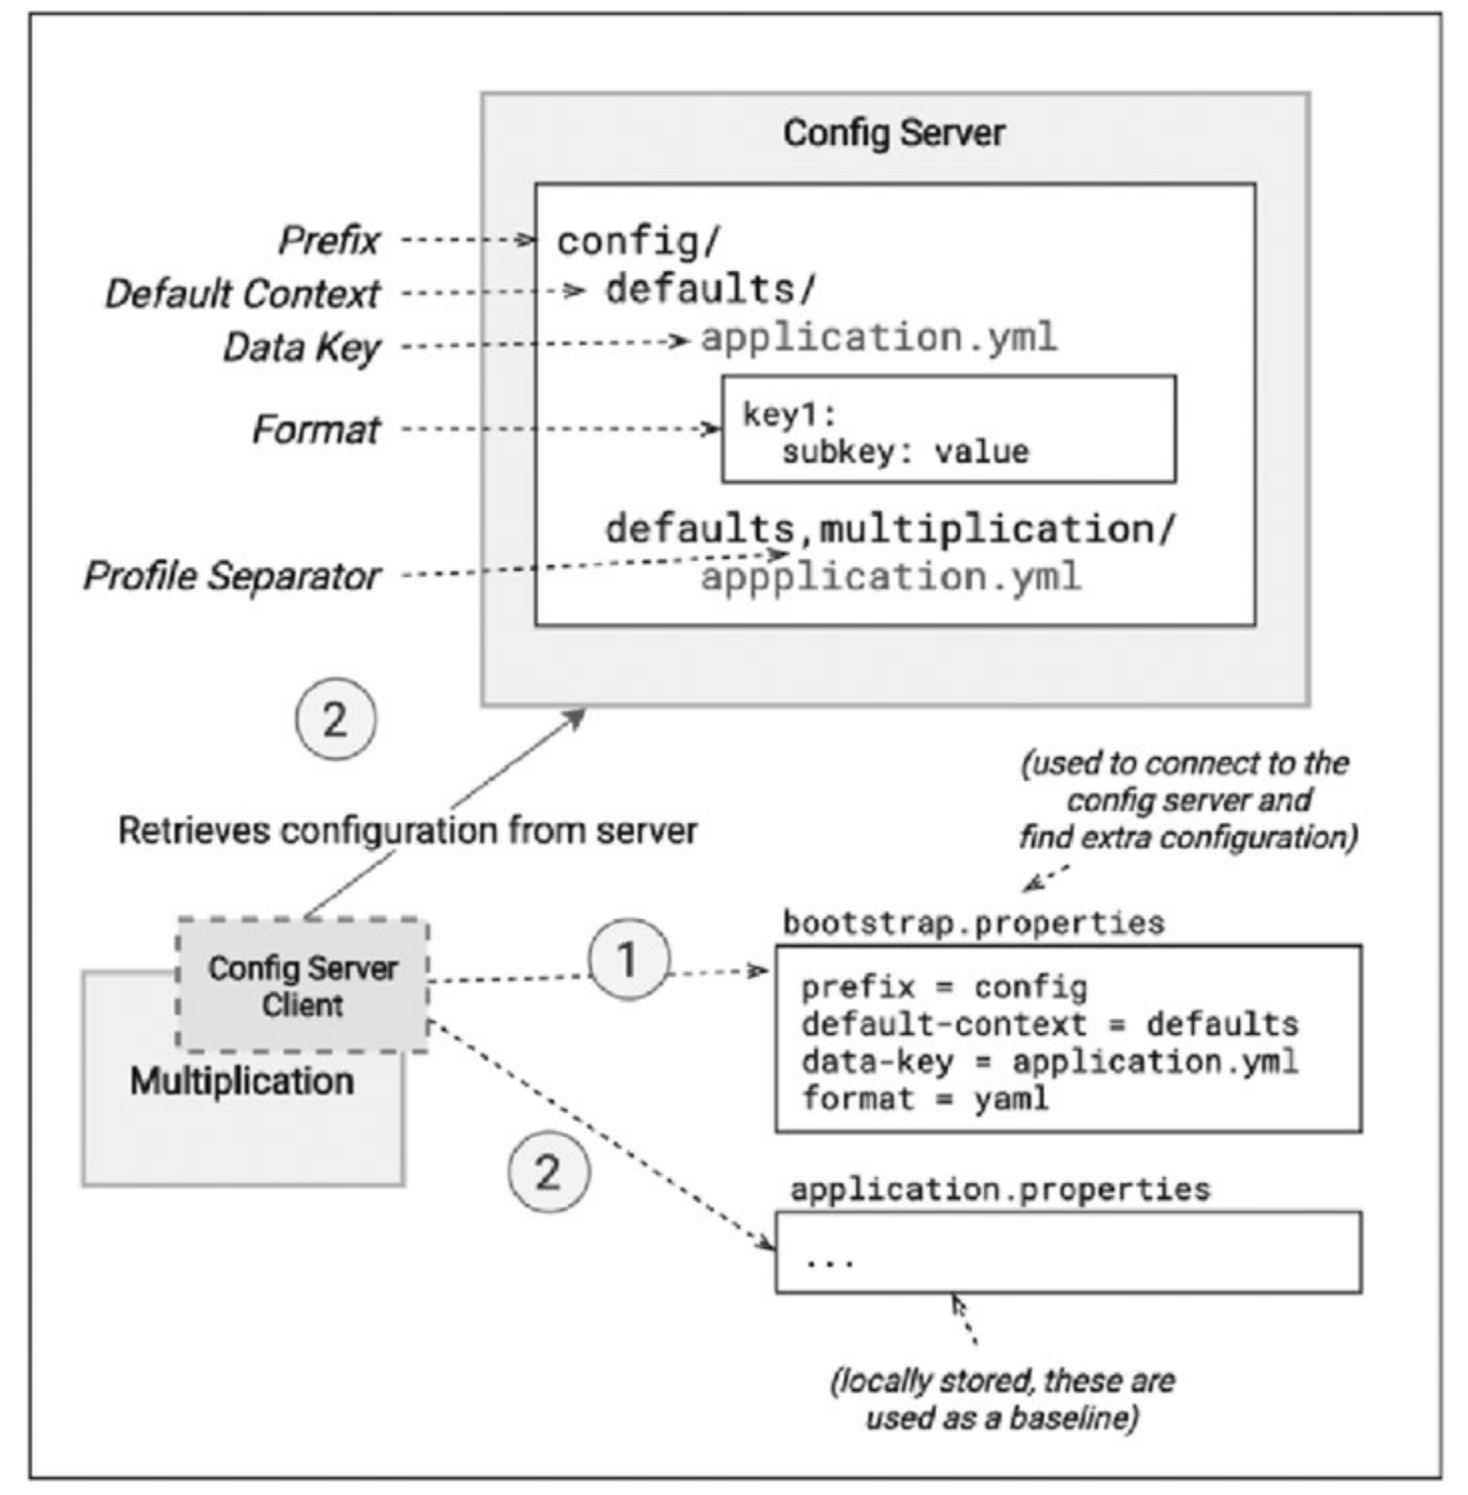 Config Server
Prefix
config/
Default Context
defaults/
Data Key
application.yml
Format
key1:
subkey: value
defaults,multiplication/
Profile Separator
appplication.yml
2
Retrieves configuration from server
(used to connect to the
config server and
find extra configuration)
Config Server
Client
Multiplication
1
bootstrap.properties
prefix = config
default-context = defaults
data-key = application.yml
format = yaml
2
application.properties
...
(locally stored, these are
used as a baseline)